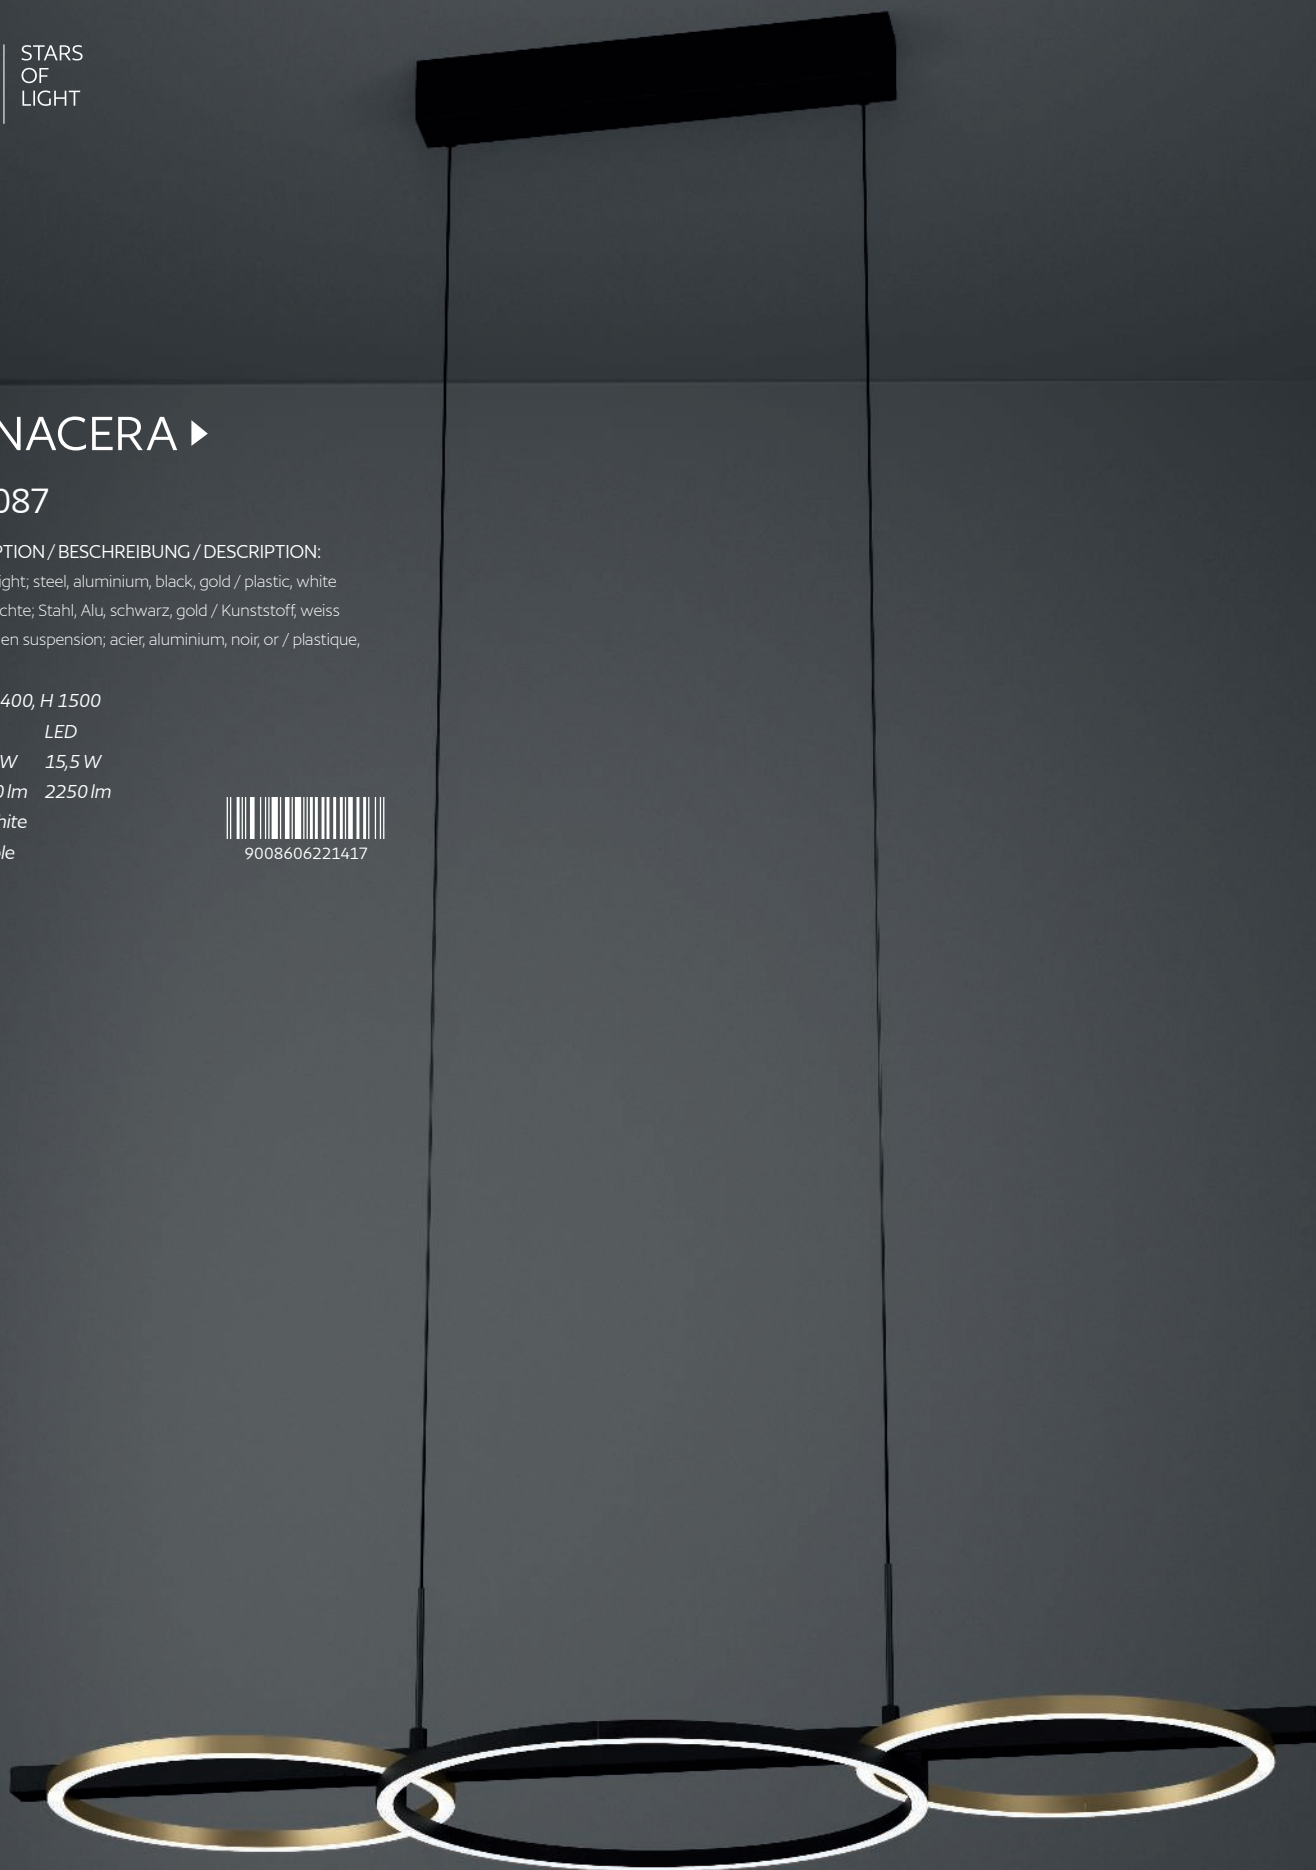 STARS
OF
LIGHT
NACERA
087
PTION / BESCHREIBUNG / DESCRIPTION:
ight; steel, aluminium, black, gold / plastic, white
chte; Stahl, Alu, schwarz, gold / Kunststoff, weiss
en suspension; acier, aluminium, noir, or / plastique,
400, H 1500
LED
W 15,5 W
0 lm 2250 lm
hite
le
9008606221417